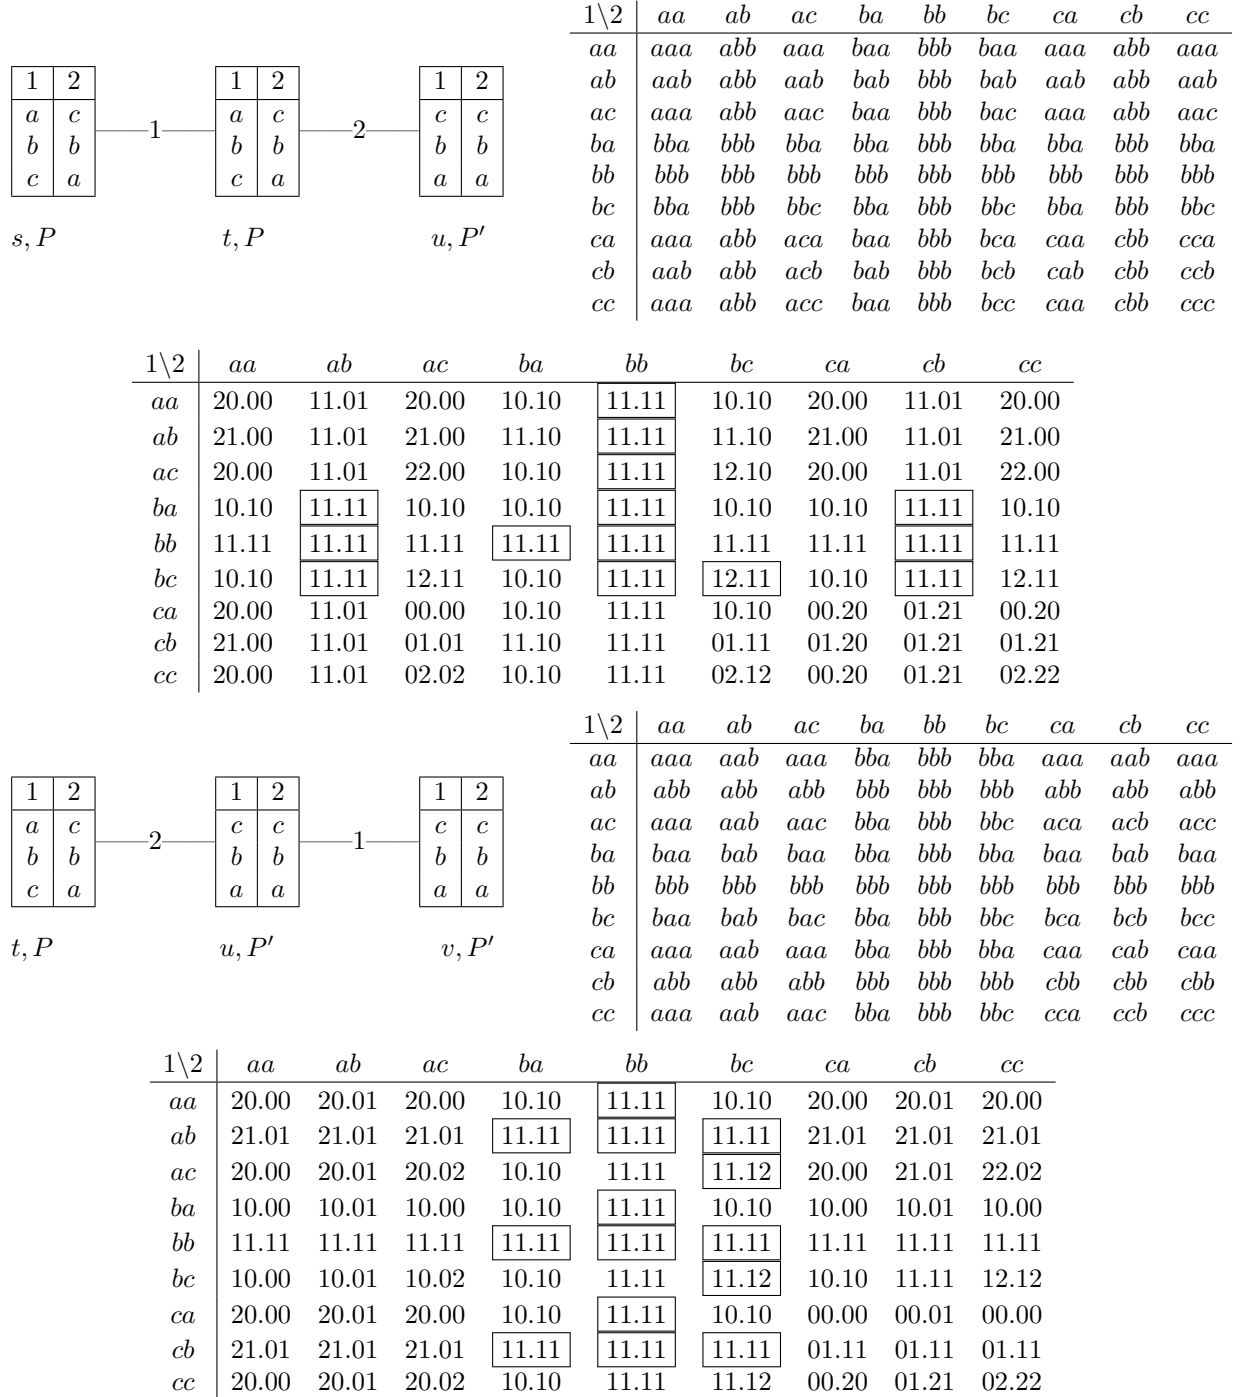 1\2 aa ab ac ba bb bc ca cb cc
aa aaa abb aaa baa bbb baa aaa abb aaa
ab aab abb aab bab bbb bab aab abb aab
ac aaa abb aac baa bbb bac aaa abb aac
ba bba bbb bba bba bbb bba bba bbb bba
bb bbb bbb bbb bbb bbb bbb bbb bbb bbb
bc bba bbb bbc bba bbb bbc bba bbb bbc
ca aaa abb aca baa bbb bca caa cbb cca
cb aab abb acb bab bbb bcb cab cbb ccb
cc aaa abb acc baa bbb bcc caa cbb ccc
1 2 1 2 1 2
a c a c c c
1 2
b b b b b b
c a c a a a
s, P t, P u, P′
1\2 aa ab ac ba bb bc ca cb cc
aa 20.00 11.01 20.00 10.10 11.11 10.10 20.00 11.01 20.00
ab 21.00 11.01 21.00 11.10 11.11 11.10 21.00 11.01 21.00
ac 20.00 11.01 22.00 10.10 11.11 12.10 20.00 11.01 22.00
ba 10.10 11.11 10.10 10.10 11.11 10.10 10.10 11.11 10.10
bb 11.11 11.11 11.11 11.11 11.11 11.11 11.11 11.11 11.11
bc 10.10 11.11 12.11 10.10 11.11 12.11 10.10 11.11 12.11
ca 20.00 11.01 00.00 10.10 11.11 10.10 00.20 01.21 00.20
cb 21.00 11.01 01.01 11.10 11.11 01.11 01.20 01.21 01.21
cc 20.00 11.01 02.02 10.10 11.11 02.12 00.20 01.21 02.22
1\2 aa ab ac ba bb bc ca cb cc
aa aaa aab aaa bba bbb bba aaa aab aaa
ab abb abb abb bbb bbb bbb abb abb abb
ac aaa aab aac bba bbb bbc aca acb acc
ba baa bab baa bba bbb bba baa bab baa
bb bbb bbb bbb bbb bbb bbb bbb bbb bbb
bc baa bab bac bba bbb bbc bca bcb bcc
ca aaa aab aaa bba bbb bba caa cab caa
cb abb abb abb bbb bbb bbb cbb cbb cbb
cc aaa aab aac bba bbb bbc cca ccb ccc
1 2 1 2 1 2
a c c c c c
2 1
b b b b b b
c a a a a a
t, P u, P′ v, P′
1\2 aa ab ac ba bb bc ca cb cc
aa 20.00 20.01 20.00 10.10 11.11 10.10 20.00 20.01 20.00
ab 21.01 21.01 21.01 11.11 11.11 11.11 21.01 21.01 21.01
ac 20.00 20.01 20.02 10.10 11.11 11.12 20.00 21.01 22.02
ba 10.00 10.01 10.00 10.10 11.11 10.10 10.00 10.01 10.00
bb 11.11 11.11 11.11 11.11 11.11 11.11 11.11 11.11 11.11
bc 10.00 10.01 10.02 10.10 11.11 11.12 10.10 11.11 12.12
ca 20.00 20.01 20.00 10.10 11.11 10.10 00.00 00.01 00.00
cb 21.01 21.01 21.01 11.11 11.11 11.11 01.11 01.11 01.11
cc 20.00 20.01 20.02 10.10 11.11 11.12 00.20 01.21 02.22